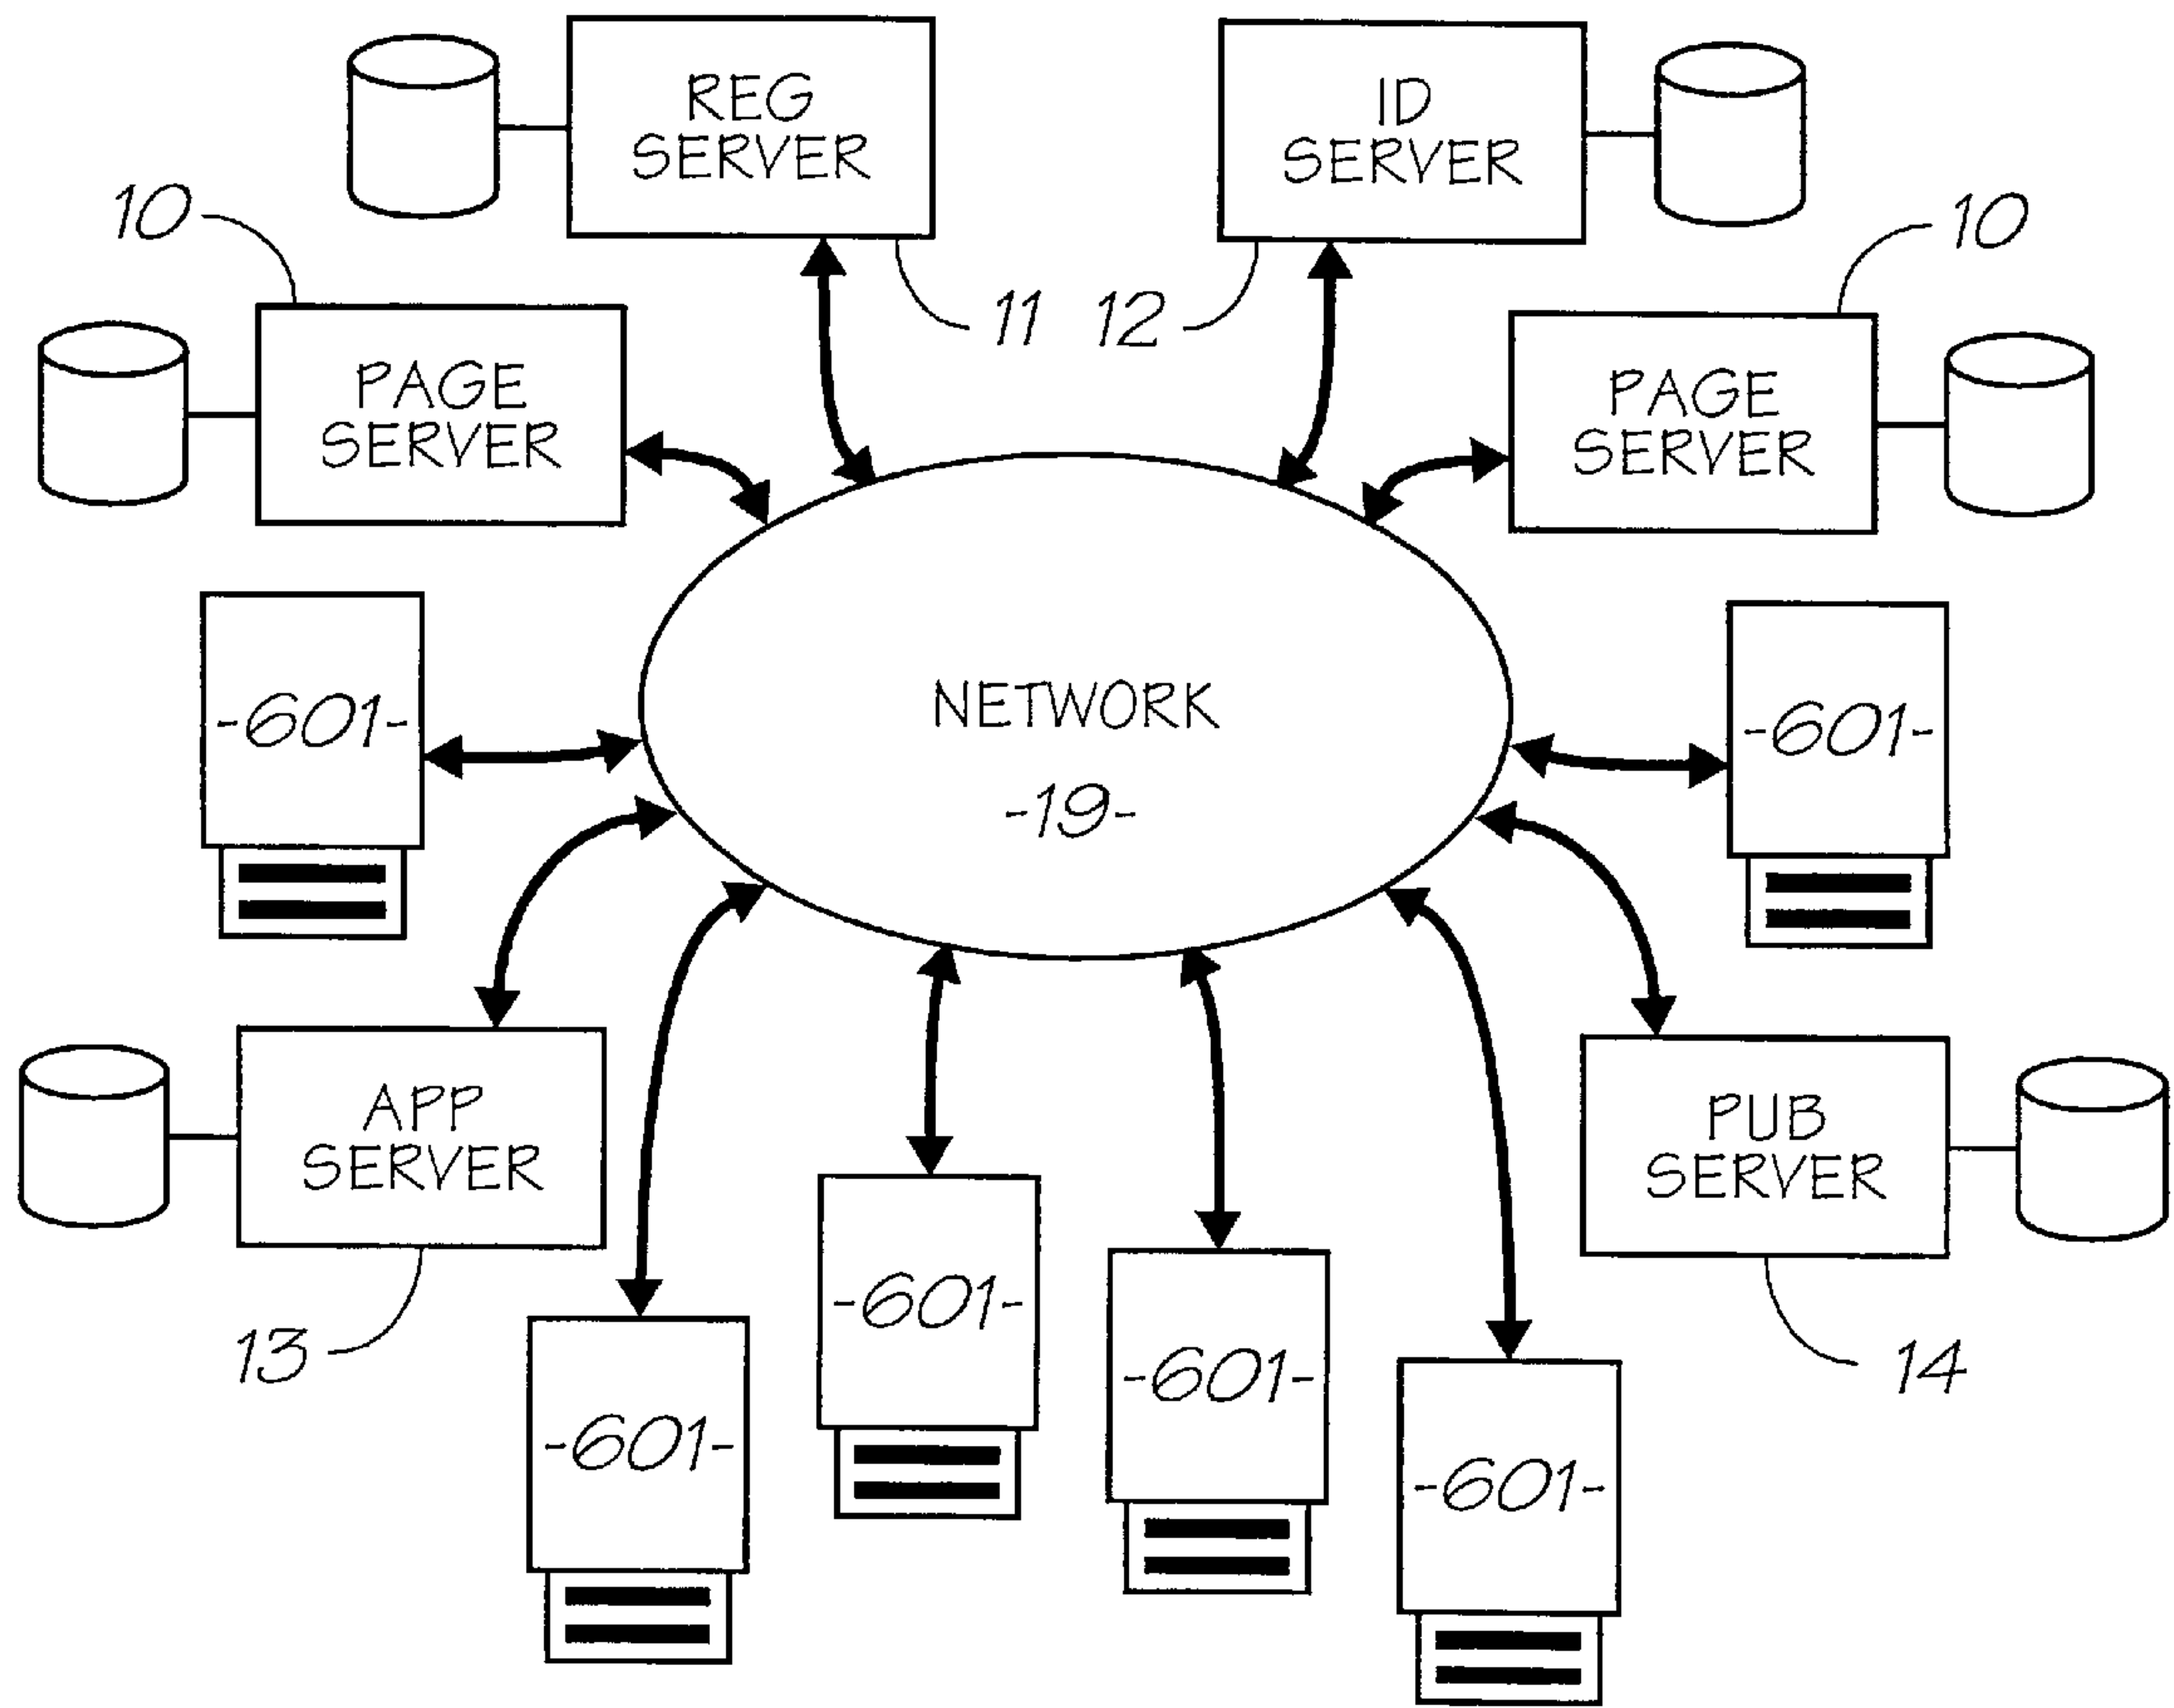 REG
SERVER
ID
SERVER
10
10
11
12
PAGE
SERVER
PAGE
SERVER
-601-
NETWORK
-19-
-601-
APP
SERVER
PUB
SERVER
-601-
-601-
13
14
-601-
-601-